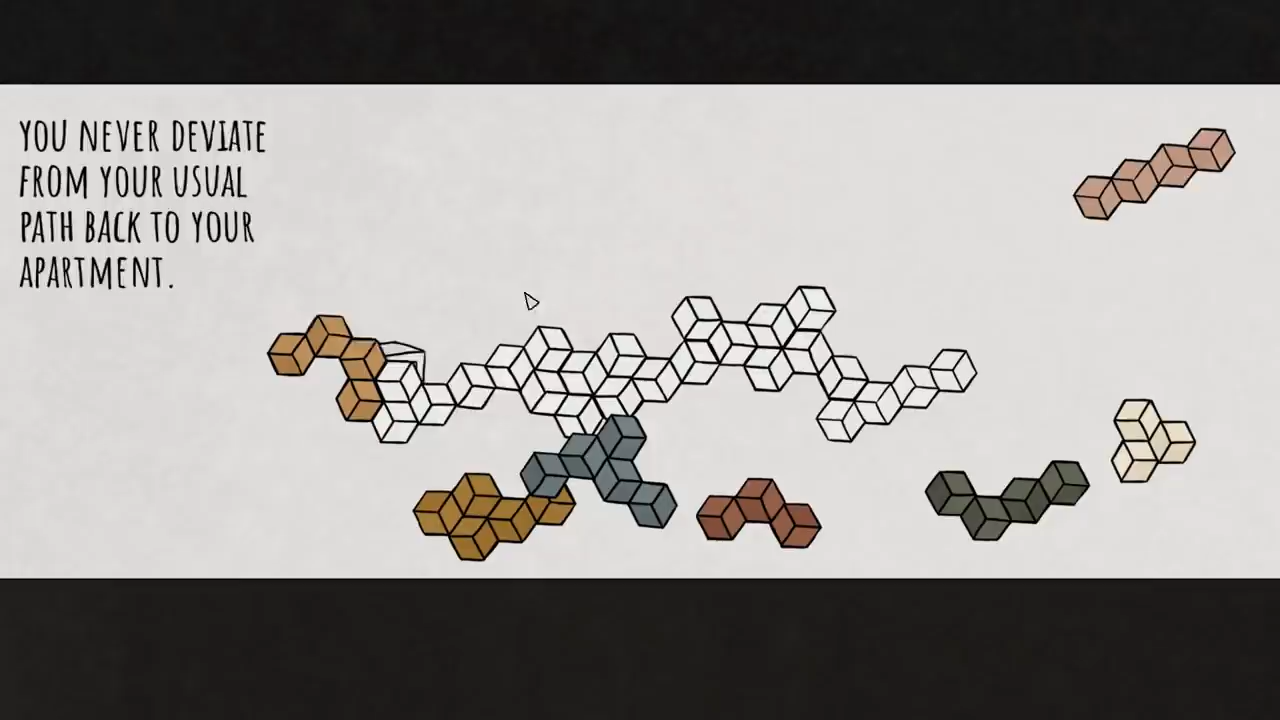 YOU NEVER DEVIATE
FROM YOUR USUAL
PATH BACK TO YOUR
APARTMENT.